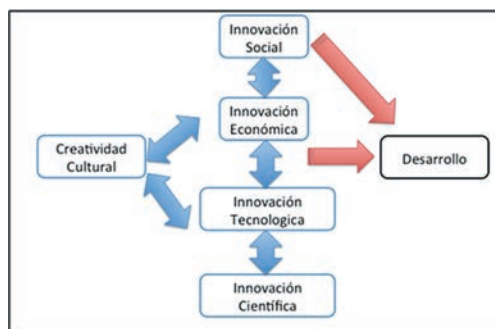 Innovación
Social
Innovación
Económica
Creatividad
Cultural
Desarrollo
Innovación
Tecnologica
Innovación
Científica